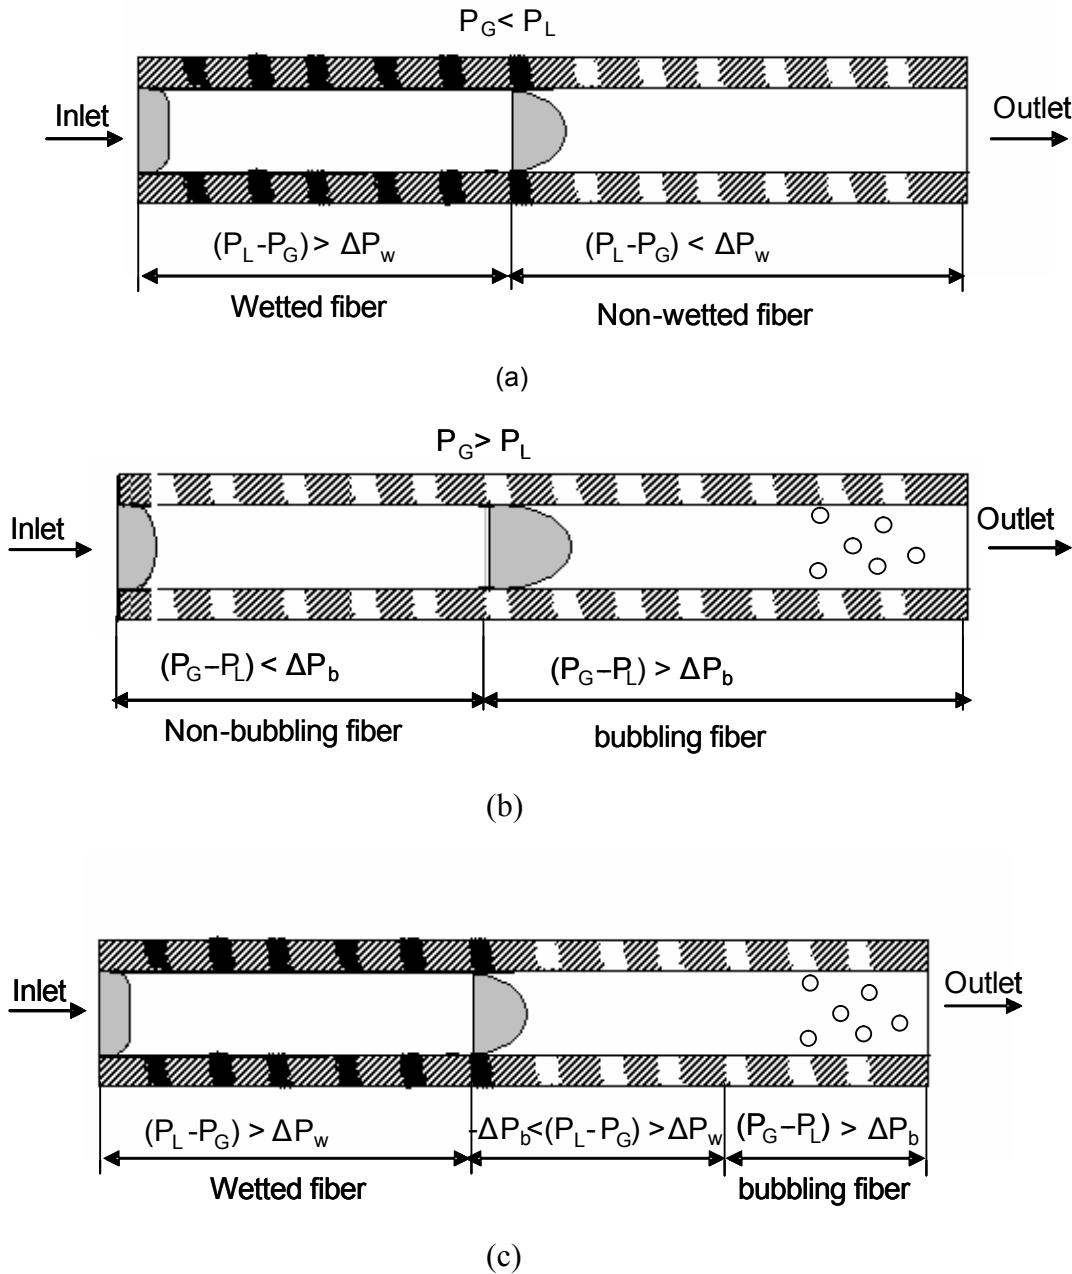 P_G < P_L
Inlet
Outlet
(P_L-P_G) > ΔP_w
(P_L-P_G) < ΔP_w
Wetted fiber
Non-wetted fiber
(a)
P_G > P_L
Inlet
Outlet
(P_G–P_L) < ΔP_b
(P_G–P_L) > ΔP_b
Non-bubbling fiber
bubbling fiber
(b)
Inlet
Outlet
(P_L-P_G) > ΔP_w
-ΔP_b<(P_L-P_G) >ΔP_w
(P_G–P_L) > ΔP_b
Wetted fiber
bubbling fiber
(c)